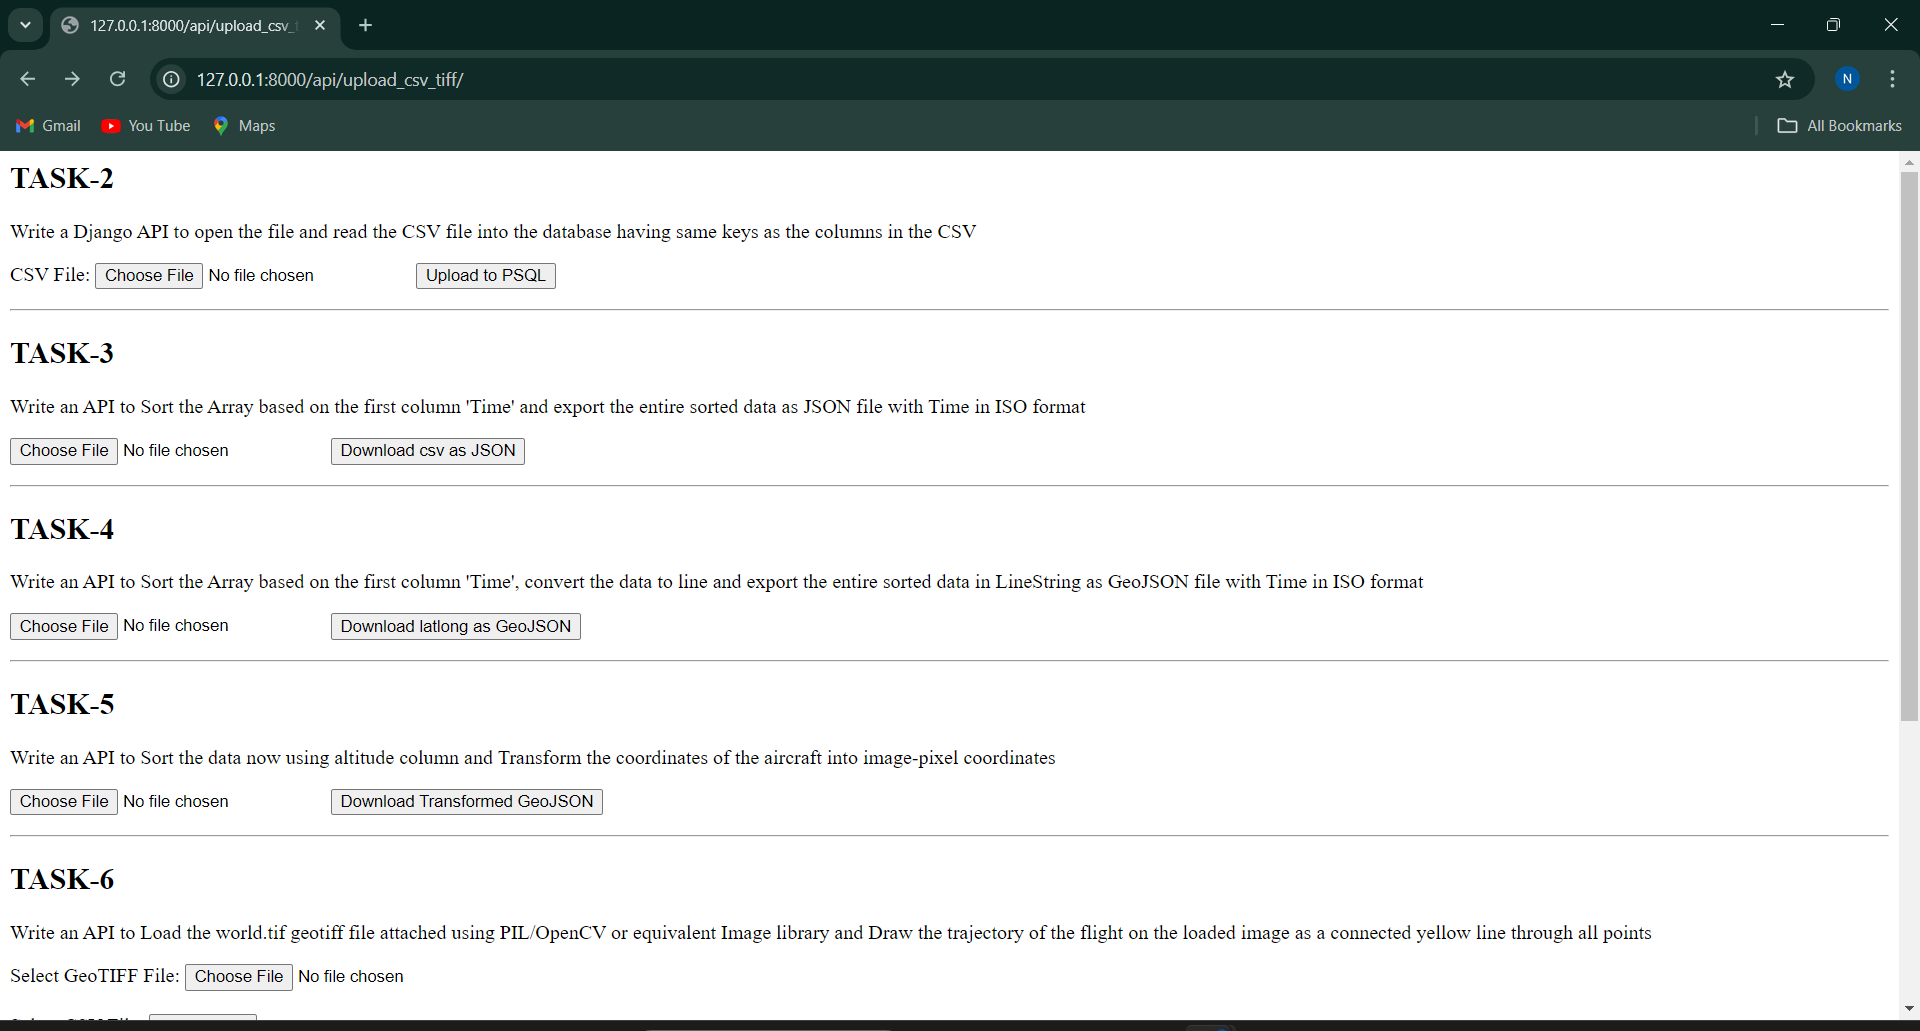 127.0.0.1:8000/api/upload_csv_t
127.0.0.1:8000/api/upload_csv_tiff/
N
Gmail
You Tube
Maps
All Bookmarks
TASK-2
Write a Django API to open the file and read the CSV file into the database having same keys as the columns in the CSV
CSV File: Choose File No file chosen Upload to PSQL
TASK-3
Write an API to Sort the Array based on the first column 'Time' and export the entire sorted data as JSON file with Time in ISO format
Choose File No file chosen Download csv as JSON
TASK-4
Write an API to Sort the Array based on the first column 'Time', convert the data to line and export the entire sorted data in LineString as GeoJSON file with Time in ISO format
Choose File No file chosen Download latlong as GeoJSON
TASK-5
Write an API to Sort the data now using altitude column and Transform the coordinates of the aircraft into image-pixel coordinates
Choose File No file chosen Download Transformed GeoJSON
TASK-6
Write an API to Load the world.tif geotiff file attached using PIL/OpenCV or equivalent Image library and Draw the trajectory of the flight on the loaded image as a connected yellow line through all points
Select GeoTIFF File: Choose File No file chosen